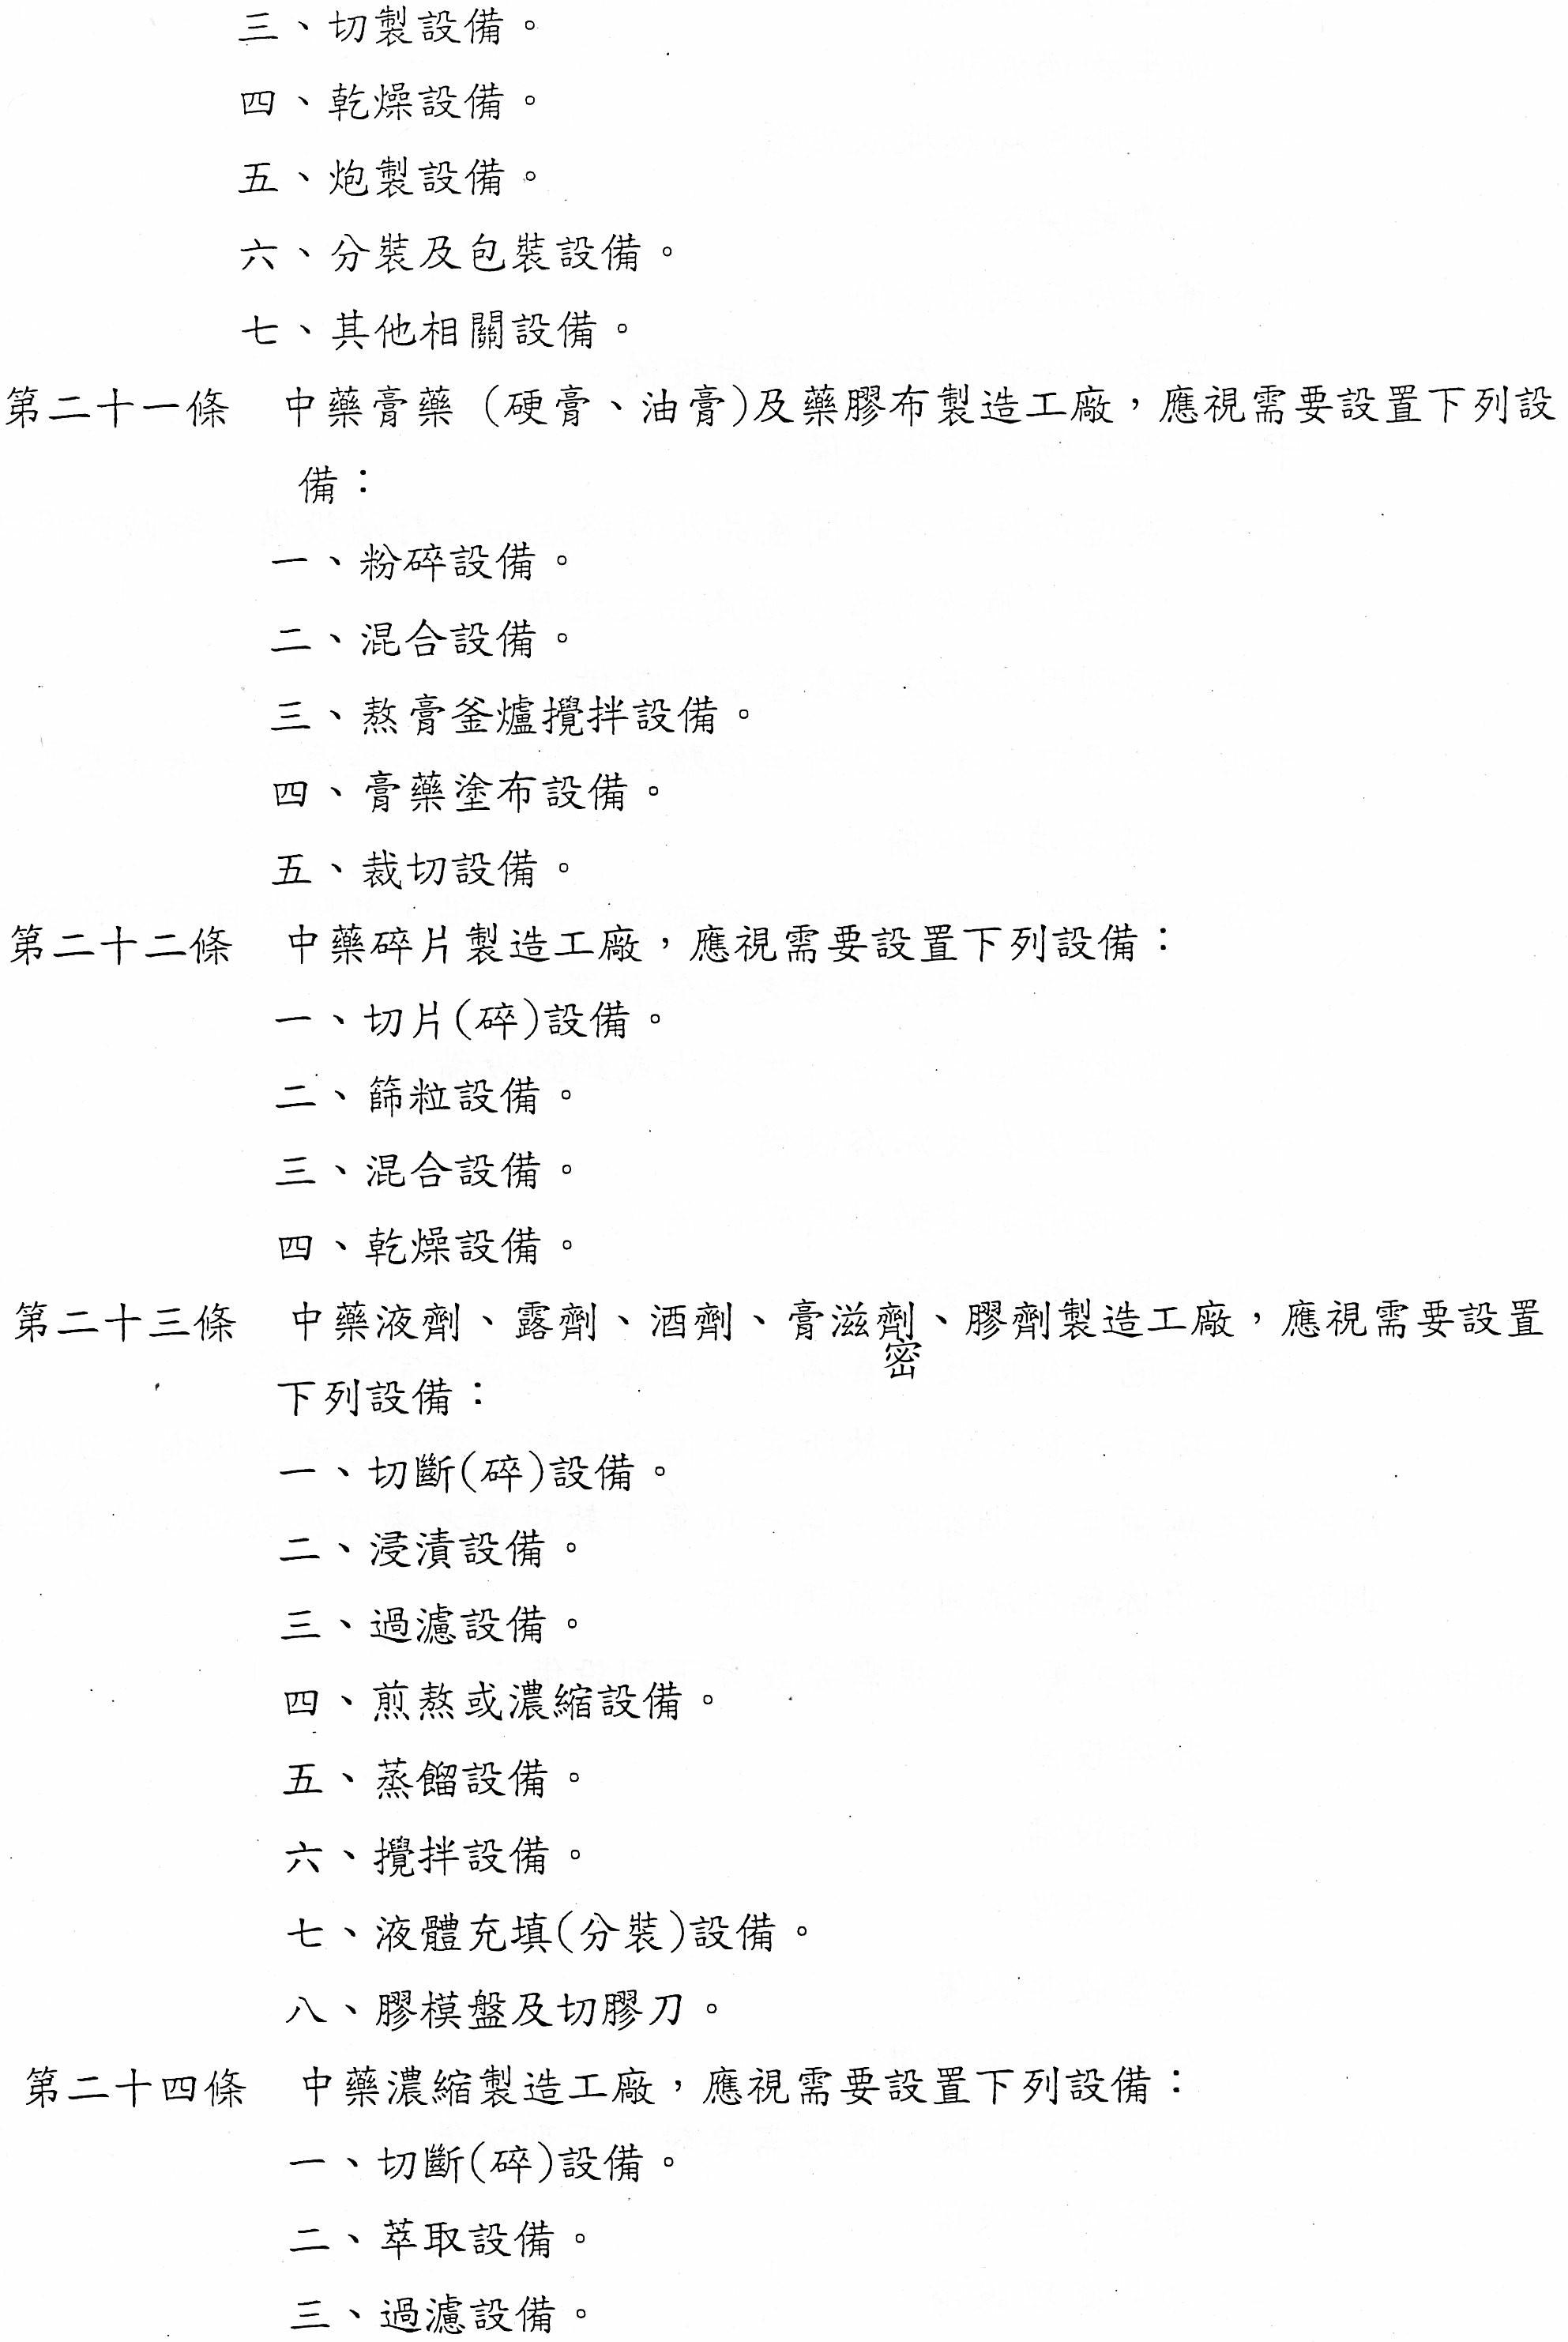 三、切製設備。
四、乾燥設備。
五、炮製設備。
六、分裝及包裝設備。
七、其他相關設備。
第二十一條　中藥膏藥（硬膏、油膏)及藥膠布製造工廠，應視需要設置下列設
備：
一、粉碎設備。
二、混合設備。
三、熬膏釜爐攪拌設備。
四、膏藥塗布設備。
五、裁切設備。
第二十二條　中藥碎片製造工廠，應視需要設置下列設備：
一、切片(碎)設備。
二、篩粒設備。
三、混合設備。
四、乾燥設備。
第二十三條　中藥液劑、露劑、酒劑、膏滋劑、膠劑製造工廠，應視需要設置
密
下列設備：
一、切斷(碎)設備。
二、浸漬設備。
三、過濾設備。
四、煎熬或濃縮設備。
五、蒸餾設備。
六、攪拌設備。
七、液體充填(分裝)設備。
八、膠模盤及切膠刀。
第二十四條　中藥濃縮製造工廠，應視需要設置下列設備：
一、切斷(碎)設備。
二、萃取設備。
三、過濾設備。